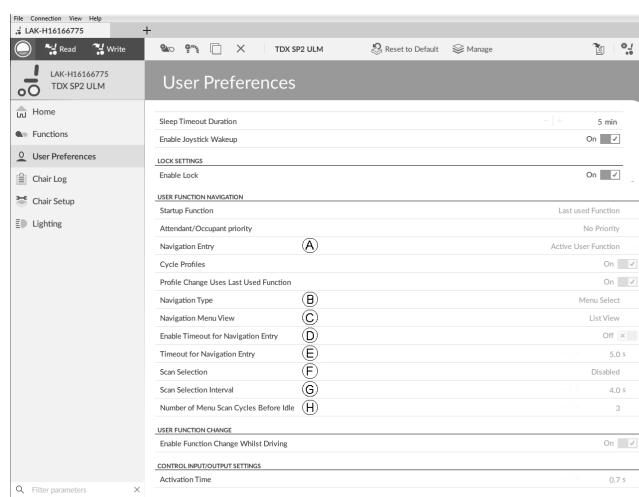 File Connection View Help
LAK-H16166775 +
Read Write TDX SP2 ULM Reset to Default Manage
LAK-H16166775
TDX SP2 ULM
User Preferences
Home
Functions
User Preferences
Chair Log
Chair Setup
Lighting
Sleep Timeout Duration - + 5 min
Enable Joystick Wakeup On
LOCK SETTINGS
Enable Lock On
USER FUNCTION NAVIGATION
Startup Function Last used Function
Attendant/Occupant priority No Priority
Navigation Entry A Active User Function
Cycle Profiles On
Profile Change Uses Last Used Function On
Navigation Type B Menu Select
Navigation Menu View C List View
Enable Timeout for Navigation Entry D Off
Timeout for Navigation Entry E 5.0 s
Scan Selection F Disabled
Scan Selection Interval G 4.0 s
Number of Menu Scan Cycles Before Idle H 3
USER FUNCTION CHANGE
Enable Function Change Whilst Driving On
CONTROL INPUT/OUTPUT SETTINGS
Activation Time 0.7 s
Filter parameters